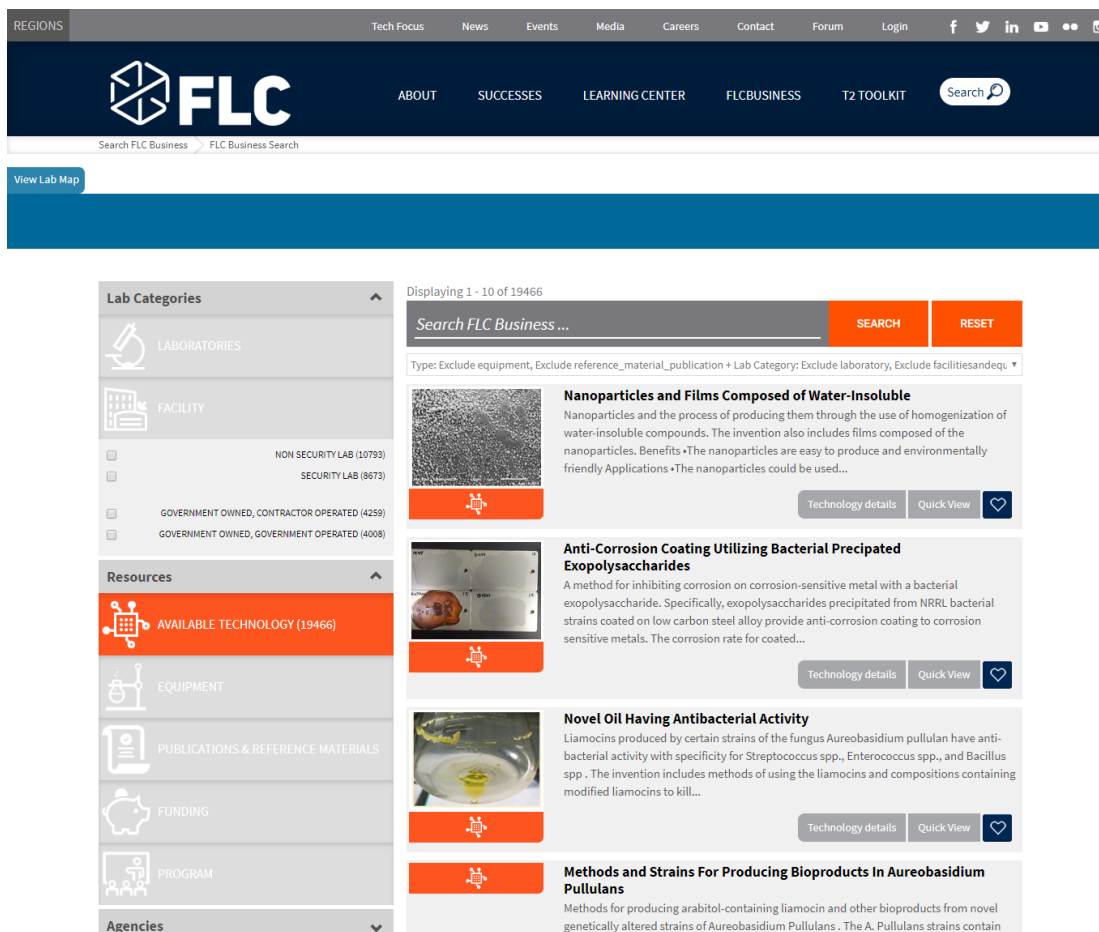 REGIONS
Tech Focus News Events Media Careers Contact Forum Login
FLC
ABOUT SUCCESSES LEARNING CENTER FLCBUSINESS T2 TOOLKIT Search
Search FLC Business FLC Business Search
View Lab Map
Lab Categories
LABORATORIES
FACILITY
NON SECURITY LAB (10793)
SECURITY LAB (8673)
GOVERNMENT OWNED, CONTRACTOR OPERATED (4259)
GOVERNMENT OWNED, GOVERNMENT OPERATED (4008)
Resources
AVAILABLE TECHNOLOGY (19466)
EQUIPMENT
PUBLICATIONS & REFERENCE MATERIALS
FUNDING
PROGRAM
Agencies
Displaying 1 - 10 of 19466
Search FLC Business ... SEARCH RESET
Type: Exclude equipment, Exclude reference_material_publication + Lab Category: Exclude laboratory, Exclude facilitiesandequ
Nanoparticles and Films Composed of Water-Insoluble
Nanoparticles and the process of producing them through the use of homogenization of
water-insoluble compounds. The invention also includes films composed of the
nanoparticles. Benefits •The nanoparticles are easy to produce and environmentally
friendly Applications •The nanoparticles could be used...
Technology details Quick View
Anti-Corrosion Coating Utilizing Bacterial Precipated
Exopolysaccharides
A method for inhibiting corrosion on corrosion-sensitive metal with a bacterial
exopolysaccharide. Specifically, exopolysaccharides precipitated from NRRL bacterial
strains coated on low carbon steel alloy provide anti-corrosion coating to corrosion
sensitive metals. The corrosion rate for coated...
Technology details Quick View
Novel Oil Having Antibacterial Activity
Liamocins produced by certain strains of the fungus Aureobasidium pullulan have anti-
bacterial activity with specificity for Streptococcus spp., Enterococcus spp., and Bacillus
spp . The invention includes methods of using the liamocins and compositions containing
modified liamocins to kill...
Technology details Quick View
Methods and Strains For Producing Bioproducts In Aureobasidium
Pullulans
Methods for producing arabitol-containing liamocin and other bioproducts from novel
genetically altered strains of Aureobasidium Pullulans . The A. Pullulans strains contain